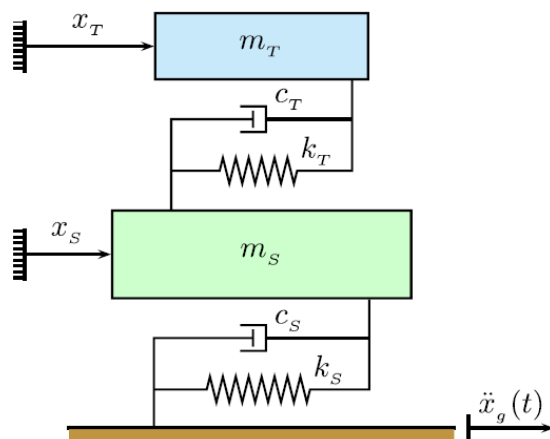 x_T
m_T
c_T
k_T
x_S
m_S
c_S
k_S
ẍ_g(t)